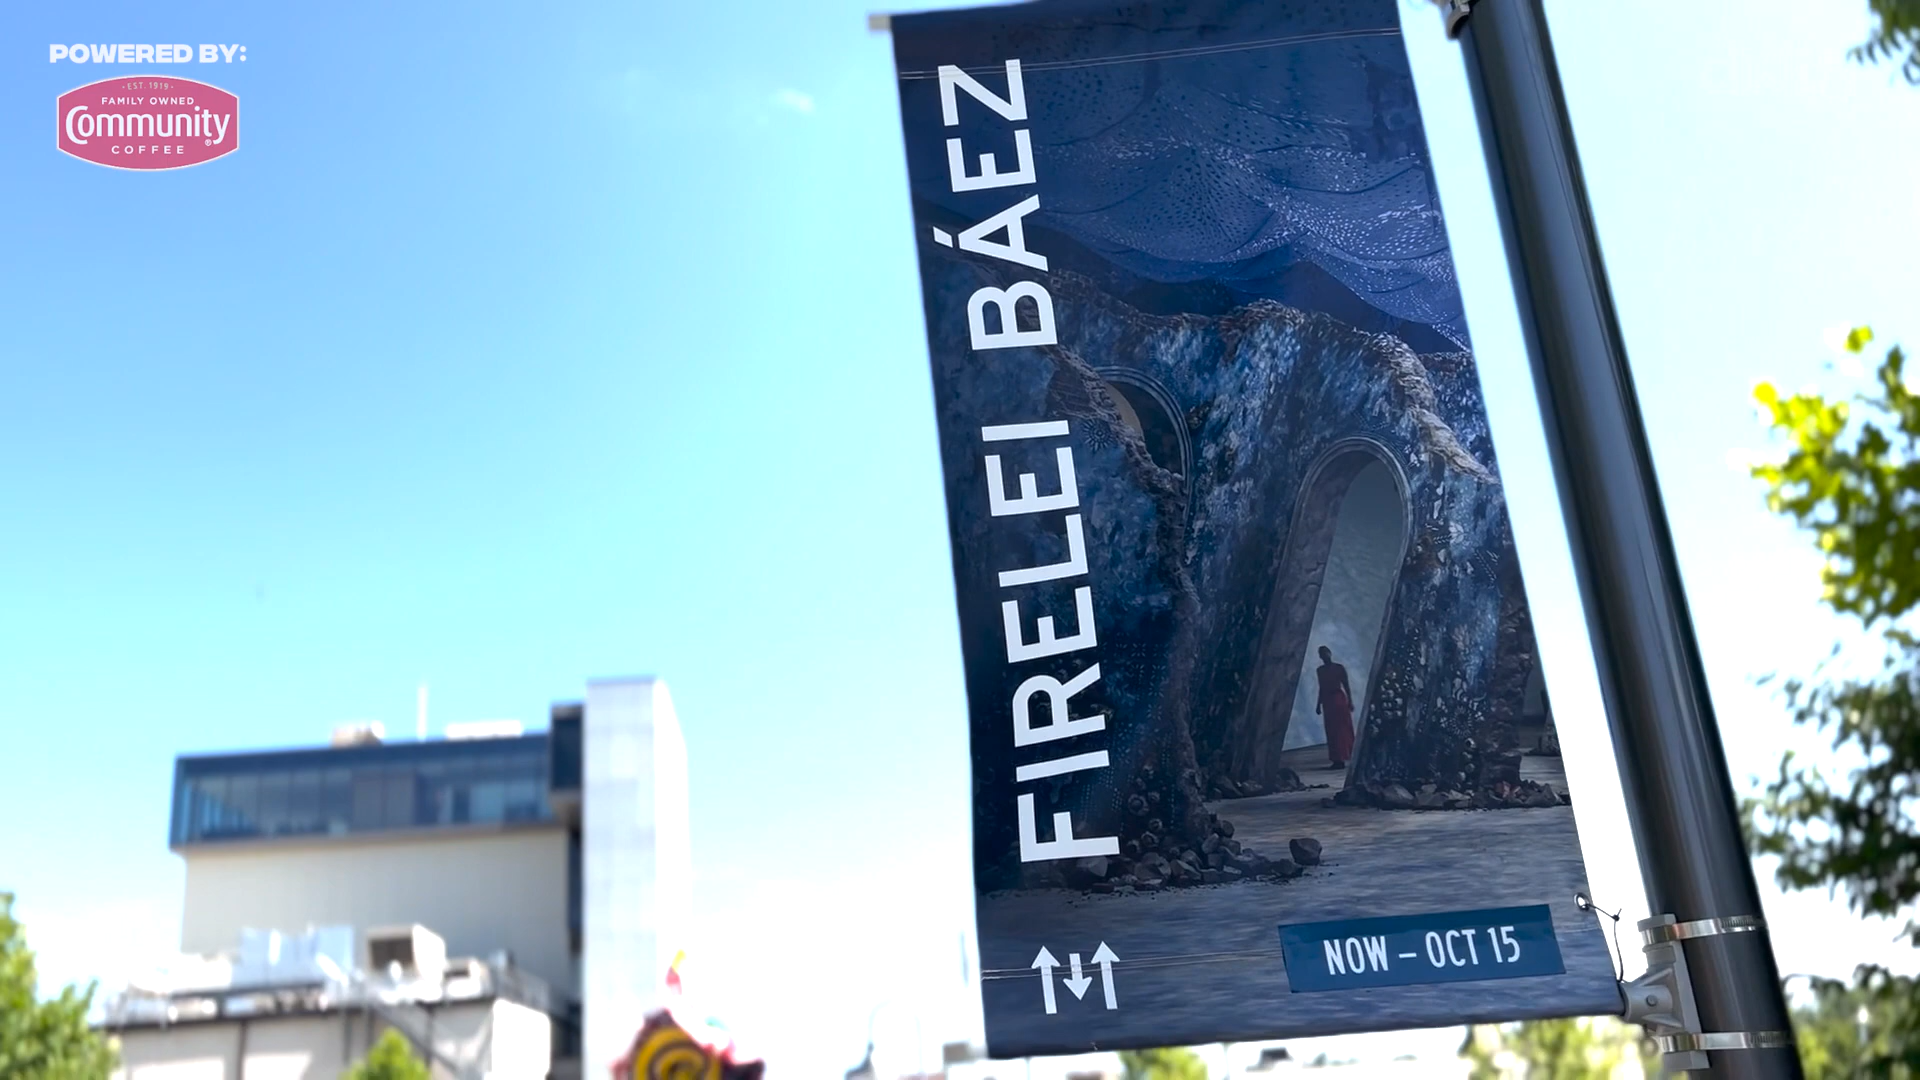 POWERED BY:
· EST. 1919 ·
FAMILY OWNED
Community®
COFFEE
FIRELEI BÁEZ
NOW – OCT 15